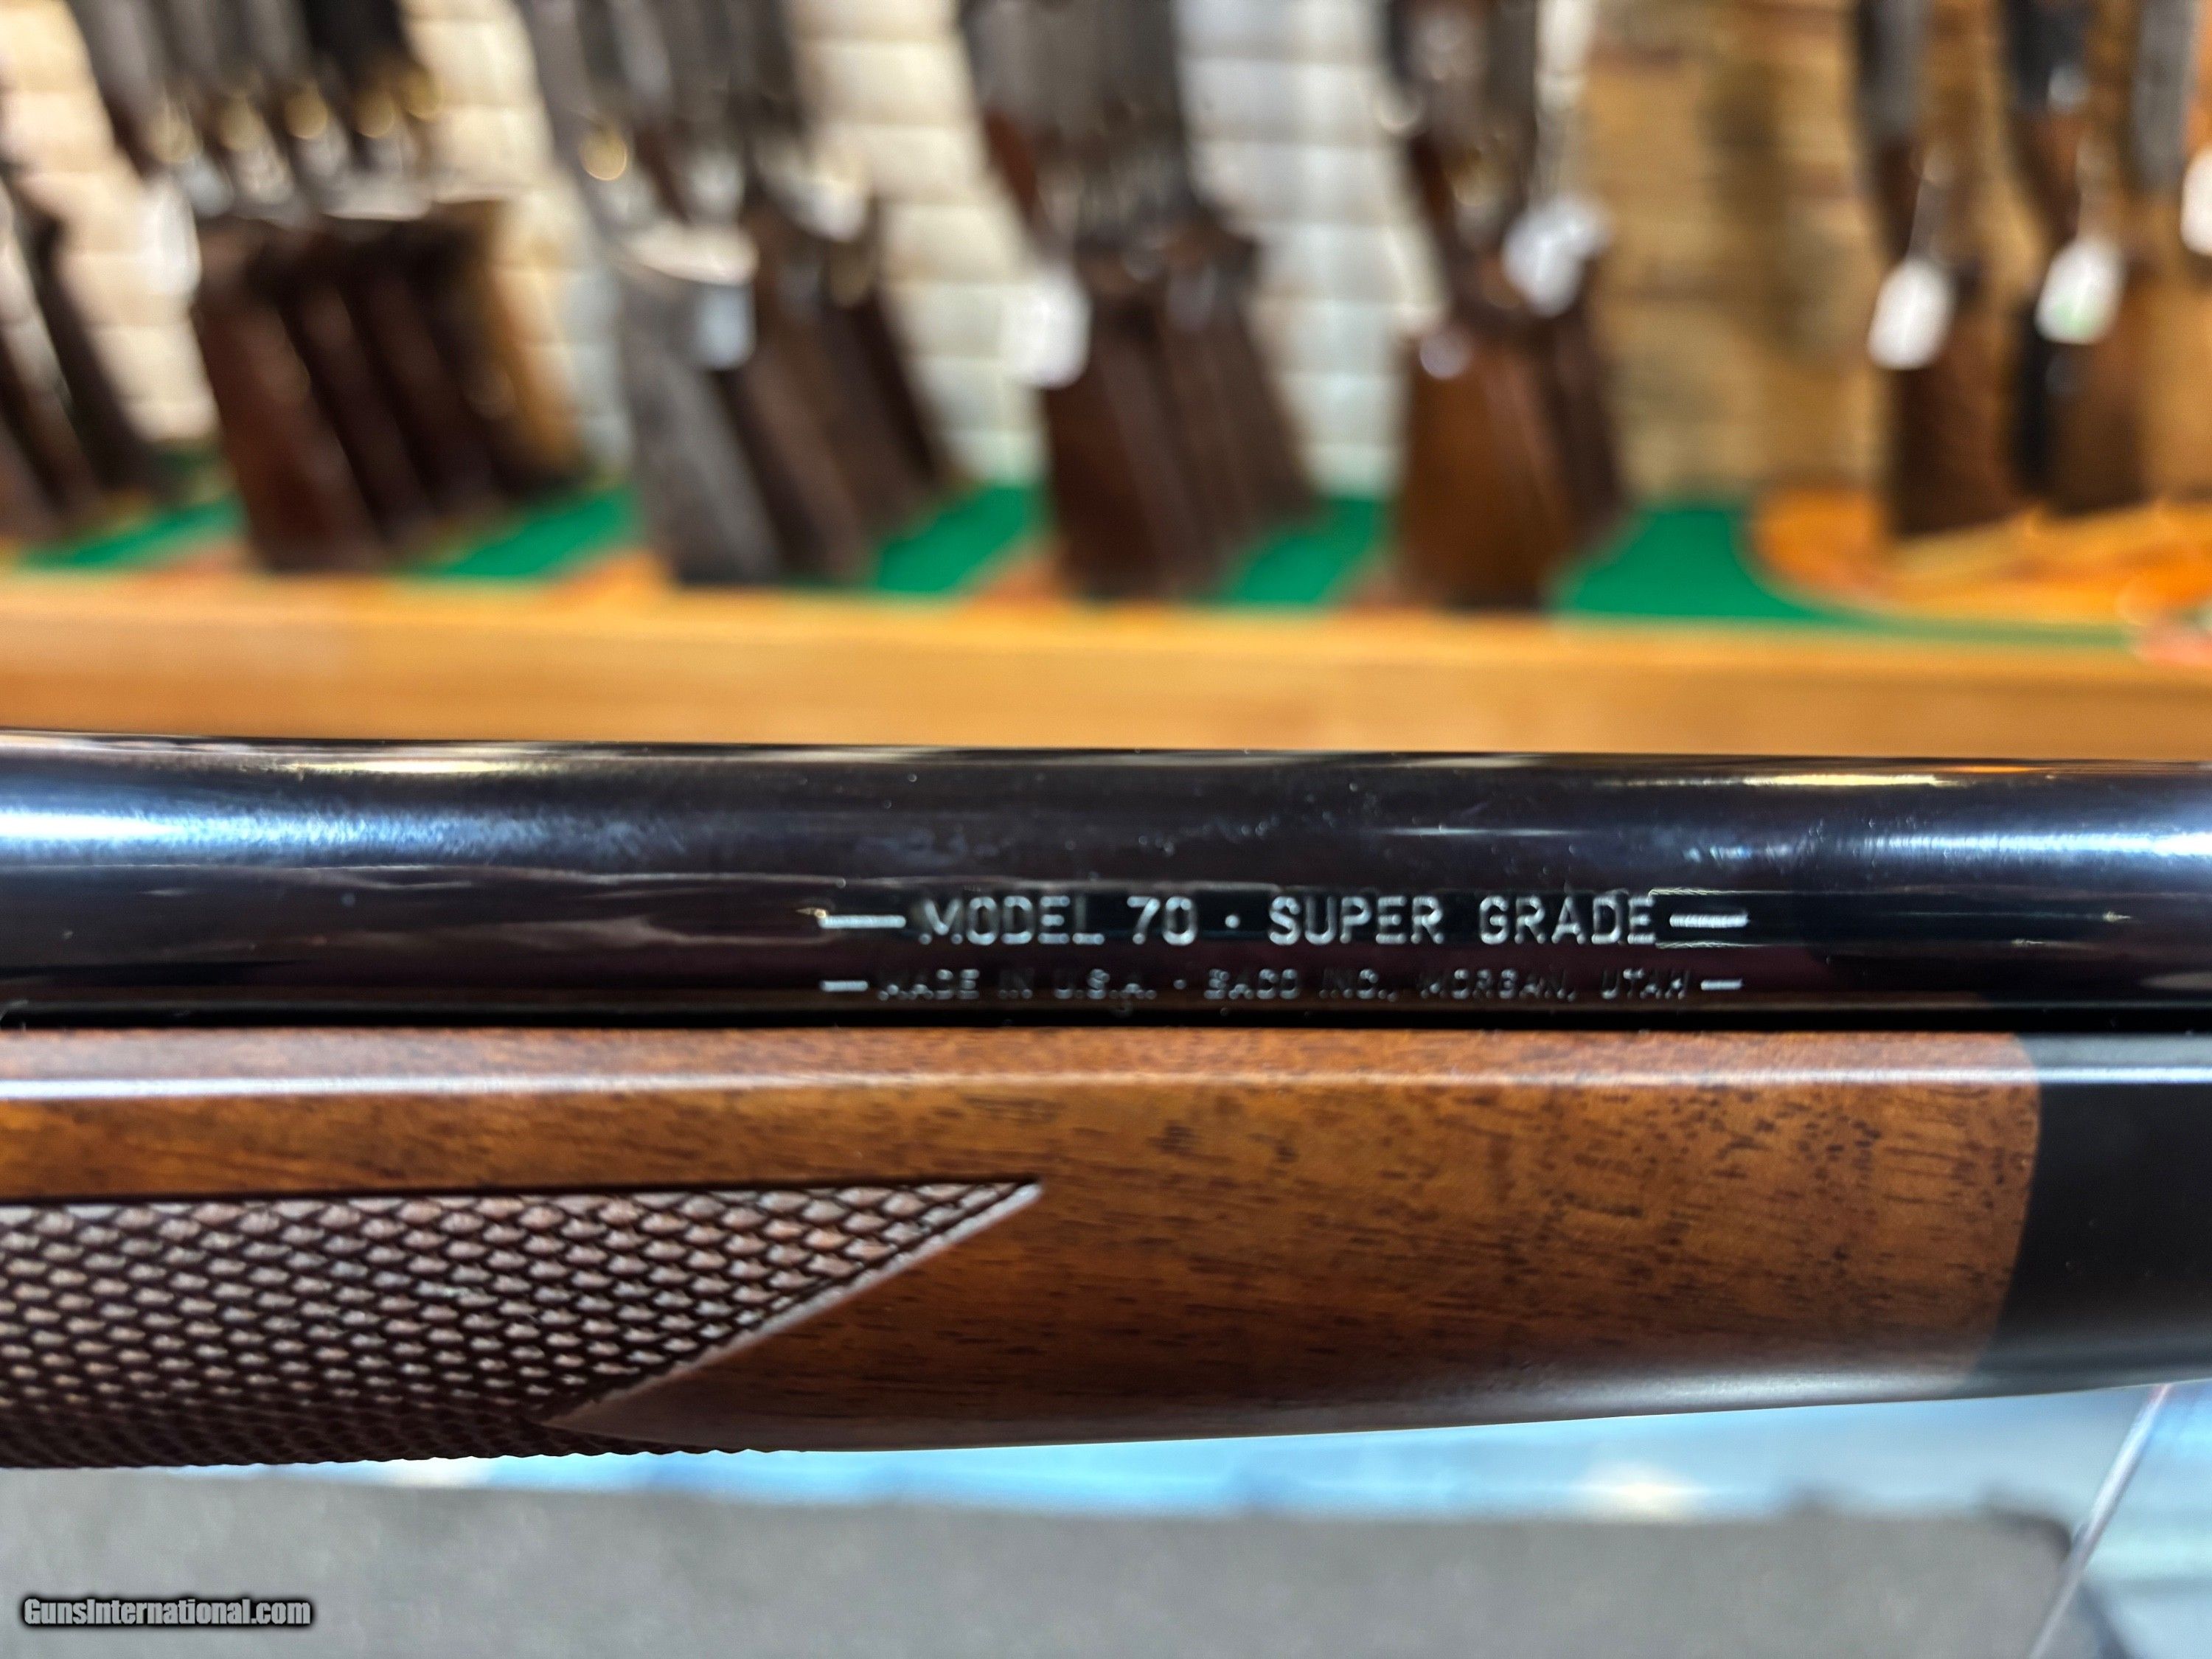 MODEL 70 · SUPER GRADE
MADE IN U.S.A. · BACO INC., MORGAN, UTAH
GunsInternational.com